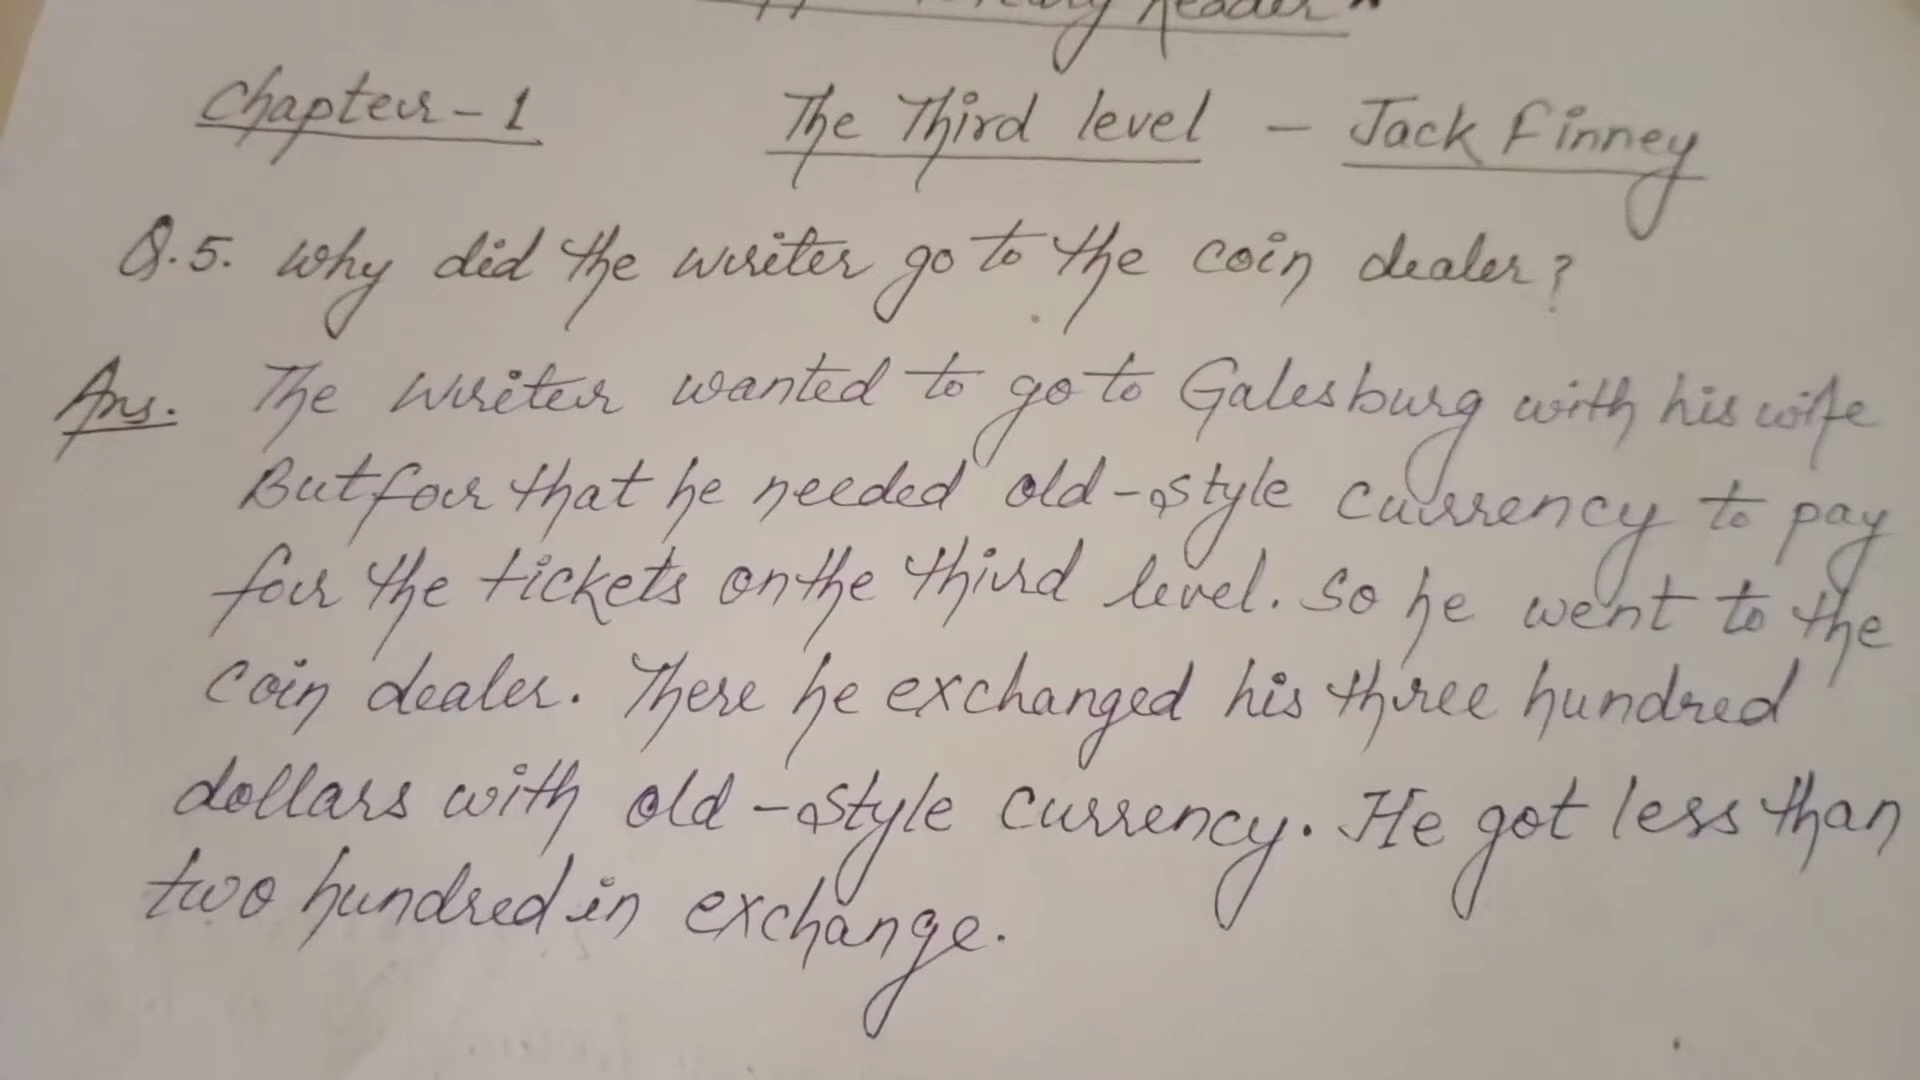 Reader"
Chapter-1 The Third level - Jack Finney
Q.5. Why did the writer go to the coin dealer?
Ans. The writer wanted to go to Galesburg with his wife
But for that he needed old-style currency to pay
for the tickets on the third level. So he went to the
coin dealer. There he exchanged his three hundred
dollars with old-style currency. He got less than
two hundred in exchange.